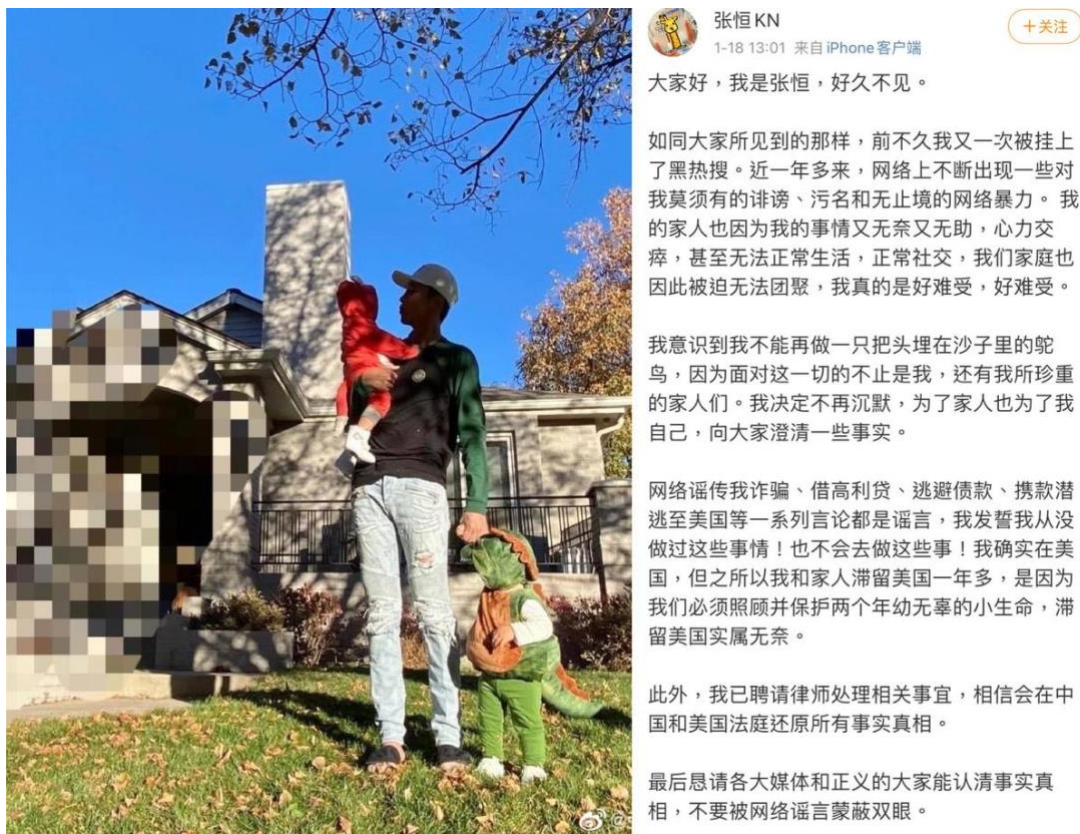 张恒KN
+关注
1-18 13:01 来自 iPhone客户端
大家好，我是张恒，好久不见。
如同大家所见到的那样，前不久我又一次被挂上
了黑热搜。近一年多来，网络上不断出现一些对
我莫须有的诽谤、污名和无止境的网络暴力。 我
的家人也因为我的事情又无奈又无助，心力交
瘁，甚至无法正常生活，正常社交，我们家庭也
因此被迫无法团聚，我真的是好难受，好难受。
我意识到我不能再做一只把头埋在沙子里的鸵
鸟，因为面对这一切的不止是我，还有我所珍重
的家人们。我决定不再沉默，为了家人也为了我
自己，向大家澄清一些事实。
网络谣传我诈骗、借高利贷、逃避债款、携款潜
逃至美国等一系列言论都是谣言，我发誓我从没
做过这些事情！也不会去做这些事！我确实在美
国，但之所以我和家人滞留美国一年多，是因为
我们必须照顾并保护两个年幼无辜的小生命，滞
留美国实属无奈。
此外，我已聘请律师处理相关事宜，相信会在中
国和美国法庭还原所有事实真相。
最后恳请各大媒体和正义的大家能认清事实真
相，不要被网络谣言蒙蔽双眼。